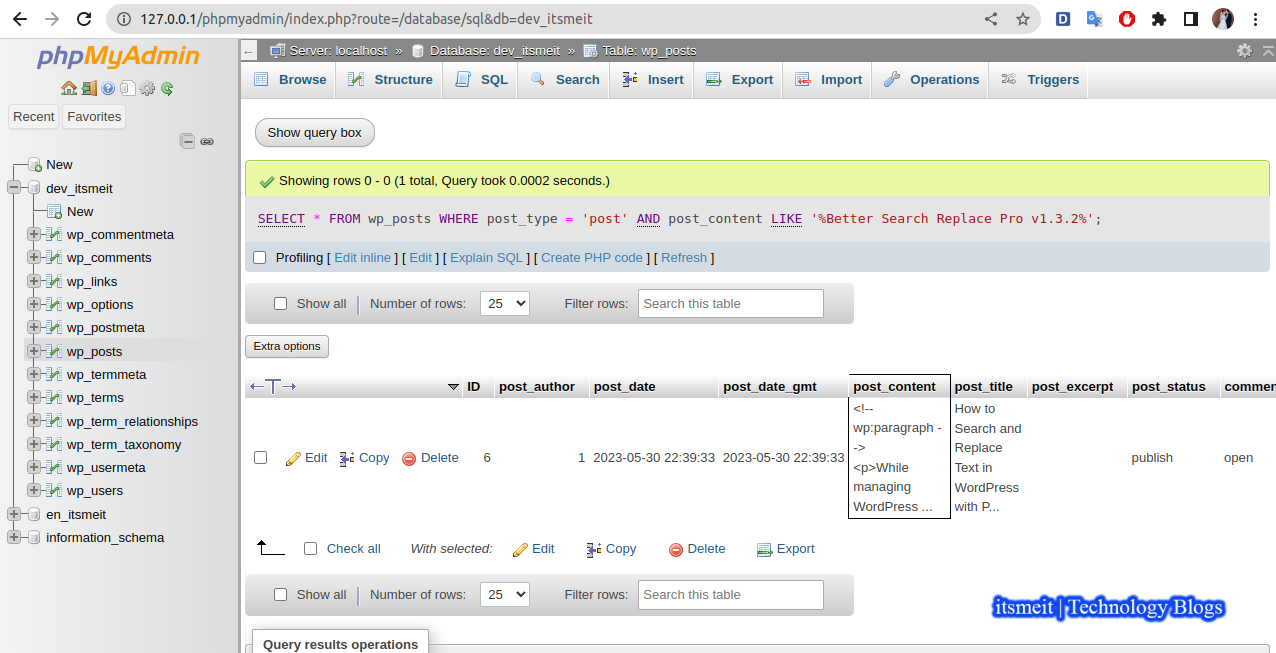 127.0.0.1/phpmyadmin/index.php?route=/database/sql&db=dev_itsmeit
phpMyAdmin
Recent Favorites
New
dev_itsmeit
New
wp_commentmeta
wp_comments
wp_links
wp_options
wp_postmeta
wp_posts
wp_termmeta
wp_terms
wp_term_relationships
wp_term_taxonomy
wp_usermeta
wp_users
en_itsmeit
information_schema
Server: localhost » Database: dev_itsmeit » Table: wp_posts
Browse Structure SQL Search Insert Export Import Operations Triggers
Show query box
Showing rows 0 - 0 (1 total, Query took 0.0002 seconds.)
SELECT * FROM wp_posts WHERE post_type = 'post' AND post_content LIKE '%Better Search Replace Pro v1.3.2%';
Profiling [ Edit inline ] [ Edit ] [ Explain SQL ] [ Create PHP code ] [ Refresh ]
Show all | Number of rows: 25 Filter rows: Search this table
Extra options
←T→ ID post_author post_date post_date_gmt post_content post_title post_excerpt post_status commen
Edit Copy Delete 6 1 2023-05-30 22:39:33 2023-05-30 22:39:33
<!--
wp:paragraph -
->
<p>While
managing
WordPress ...
How to
Search and
Replace
Text in
WordPress
with P...
publish open
Check all With selected: Edit Copy Delete Export
Show all | Number of rows: 25 Filter rows: Search this table
itsmeit | Technology Blogs
Query results operations